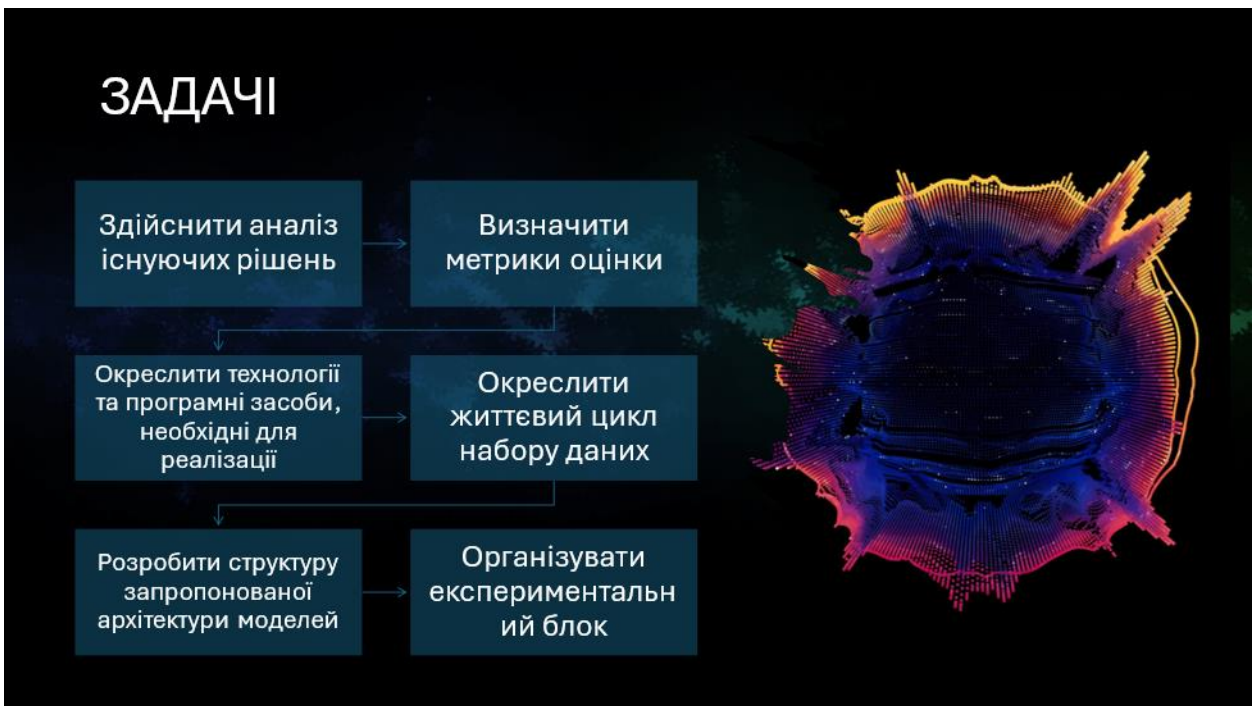 ЗАДАЧІ
Здійснити аналіз
існуючих рішень
Визначити
метрики оцінки
Окреслити технології
та програмні засоби,
необхідні для
реалізації
Окреслити
життєвий цикл
набору даних
Розробити структуру
запропонованої
архітектури моделей
Організувати
експериментальн
ий блок